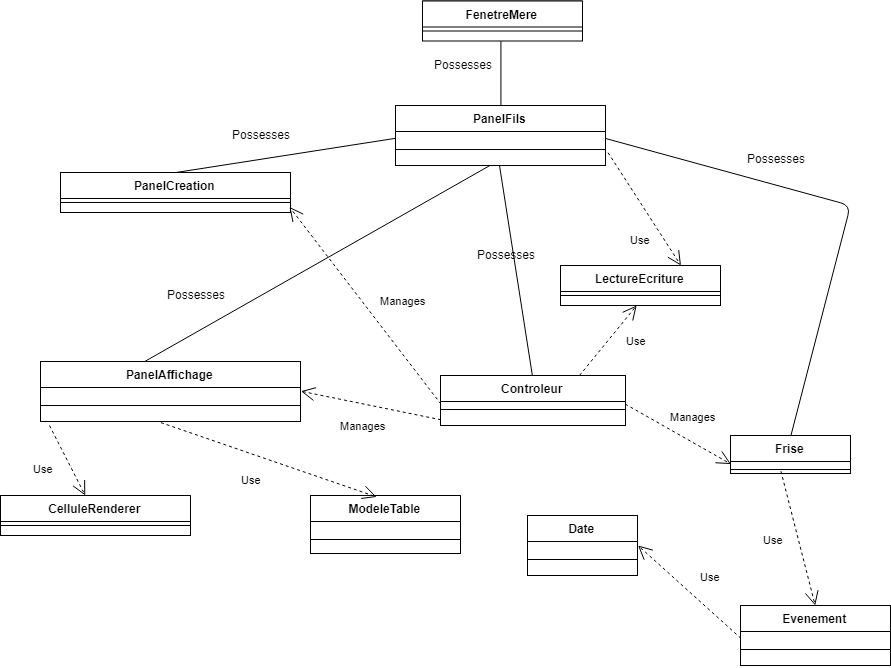 FenetreMere
Possesses
PanelFils
Possesses
Possesses
PanelCreation
Use
Possesses
LectureEcriture
Possesses
Manages
Use
PanelAffichage
Controleur
Manages
Manages
Frise
Use
Use
CelluleRenderer
ModeleTable
Date
Use
Use
Evenement